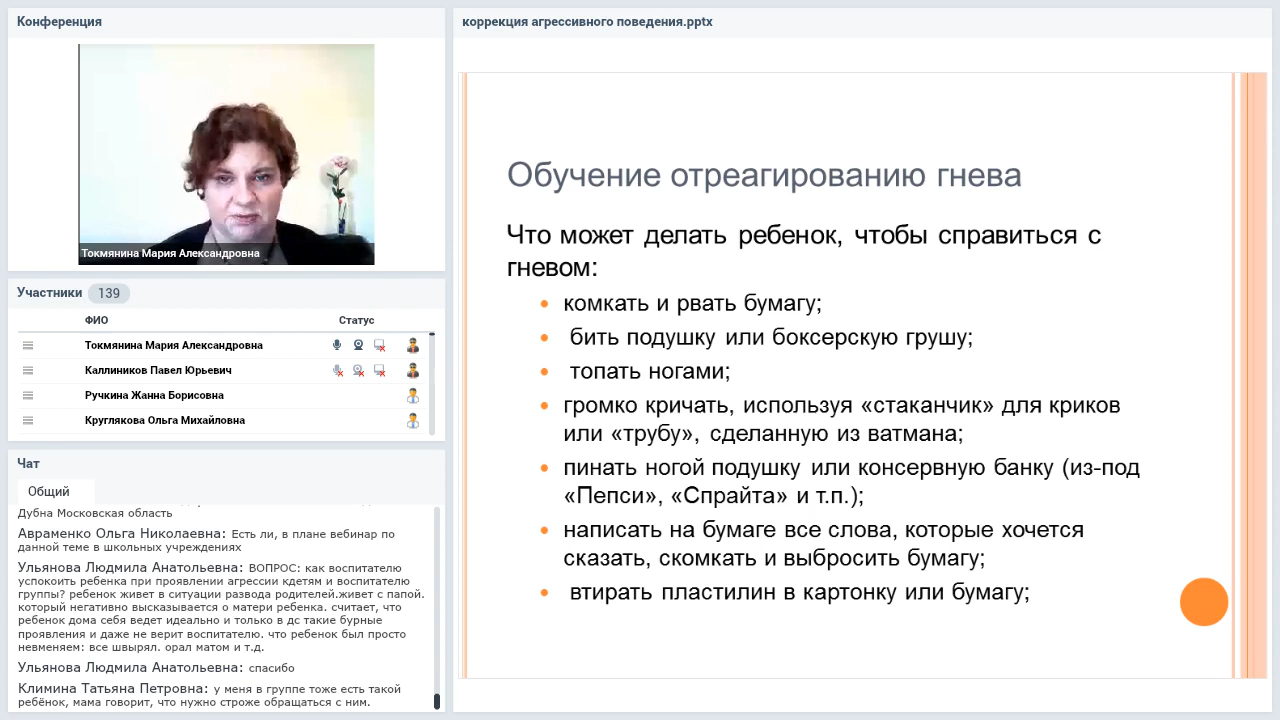 Конференция
Токмянина Мария Александровна
Участники 139
ФИО Статус
Токмянина Мария Александровна
Каллиников Павел Юрьевич
Ручкина Жанна Борисовна
Круглякова Ольга Михайловна
Чат
Общий
Дубна Московская область
Авраменко Ольга Николаевна: Есть ли, в плане вебинар по
данной теме в школьных учреждениях
Ульянова Людмила Анатольевна: ВОПРОС: как воспитателю
успокоить ребенка при проявлении агрессии кдетям и воспитателю
группы? ребенок живет в ситуации развода родителей.живет с папой.
который негативно высказывается о матери ребенка. считает, что
ребенок дома себя ведет идеально и только в дс такие бурные
проявления и даже не верит воспитателю. что ребенок был просто
невменяем: все швырял. орал матом и т.д.
Ульянова Людмила Анатольевна: спасибо
Климина Татьяна Петровна: у меня в группе тоже есть такой
ребёнок, мама говорит, что нужно строже обращаться с ним.
коррекция агрессивного поведения.pptx
Обучение отреагированию гнева
Что может делать ребенок, чтобы справиться с
гневом:
• комкать и рвать бумагу;
• бить подушку или боксерскую грушу;
• топать ногами;
• громко кричать, используя «стаканчик» для криков
или «трубу», сделанную из ватмана;
• пинать ногой подушку или консервную банку (из-под
«Пепси», «Спрайта» и т.п.);
• написать на бумаге все слова, которые хочется
сказать, скомкать и выбросить бумагу;
• втирать пластилин в картонку или бумагу;